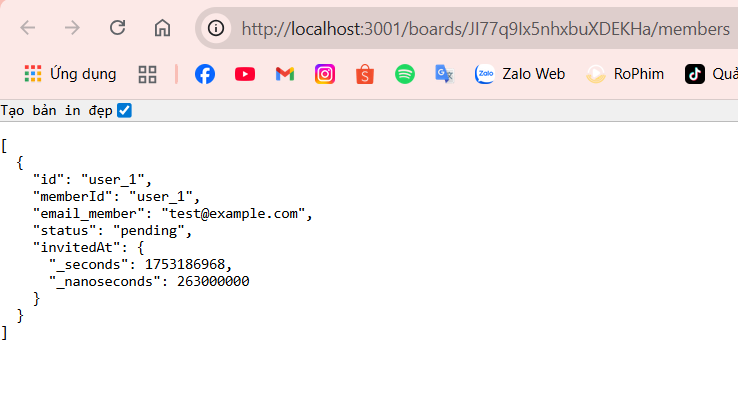 http://localhost:3001/boards/JI77q9Ix5nhxbuXDEKHa/members
Ứng dụng
Zalo
Zalo Web
RoPhim
Quả
Tạo bản in đẹp
[
  {
    "id": "user_1",
    "memberId": "user_1",
    "email_member": "test@example.com",
    "status": "pending",
    "invitedAt": {
      "_seconds": 1753186968,
      "_nanoseconds": 263000000
    }
  }
]